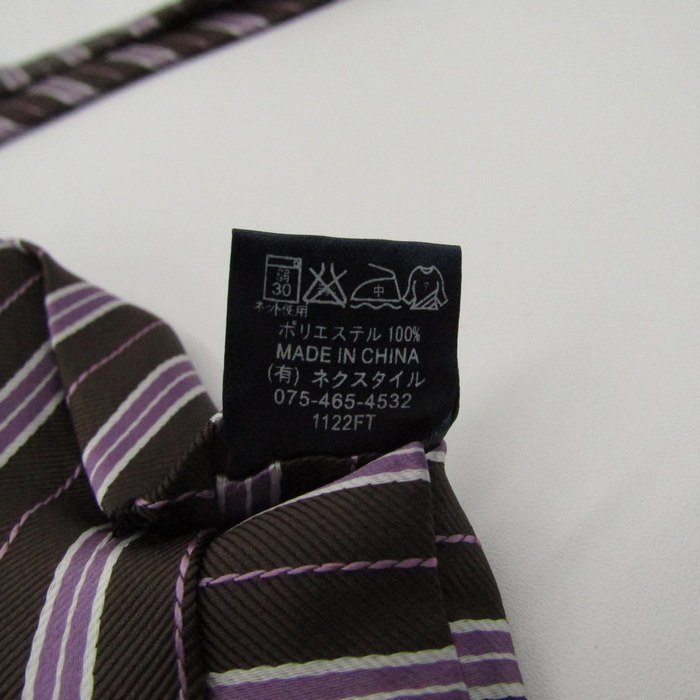 弱
30
中
ネット使用
ポリエステル 100%
MADE IN CHINA
(有) ネクスタイル
075-465-4532
1122FT